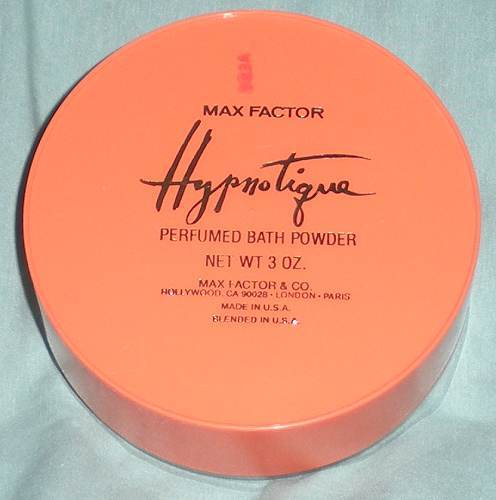 MAX FACTOR
Hypnotique
PERFUMED BATH POWDER
NET WT 3 OZ.
MAX FACTOR & CO.
HOLLYWOOD, CA 90028 · LONDON · PARIS
MADE IN U.S.A.
BLENDED IN U.S.A.